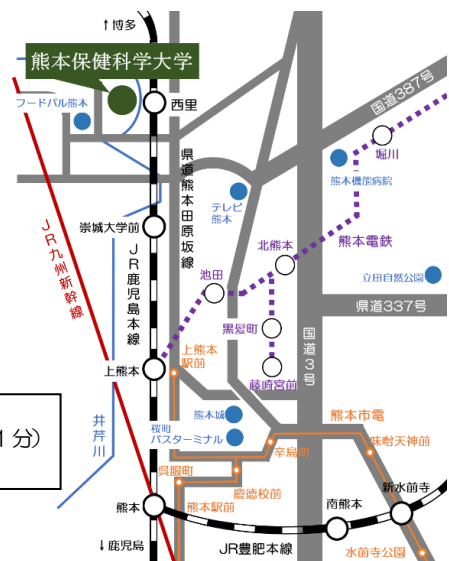 ↑博多
熊本保健科学大学
フードパル熊本
西里
国道387号
堀川
熊本機能病院
県道熊本田原坂線
テレビ
熊本
崇城大学前
JR九州新幹線
JR鹿児島本線
北熊本
熊本電鉄
池田
立田自然公園
県道337号
黒髪町
国道3号
上熊本
駅前
上熊本
藤崎宮前
井芹川
1分)
熊本城
桜町
バスターミナル
熊本市電
辛島町
味噌天神前
呉服町
慶徳校前
新水前寺
熊本
熊本駅前
南熊本
↓鹿児島
JR豊肥本線
水前寺公園